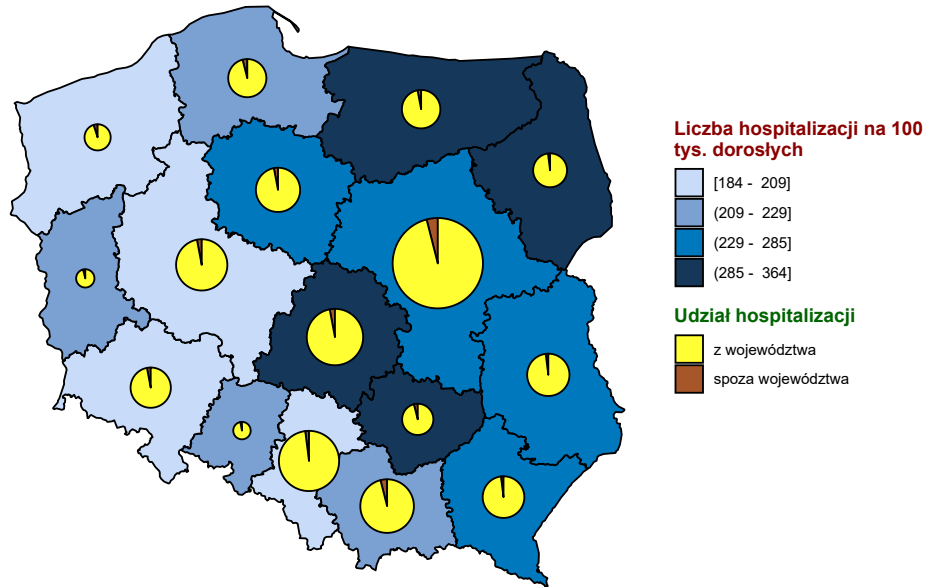 Liczba hospitalizacji na 100
tys. dorosłych
[184 - 209]
(209 - 229]
(229 - 285]
(285 - 364]
Udział hospitalizacji
z województwa
spoza województwa